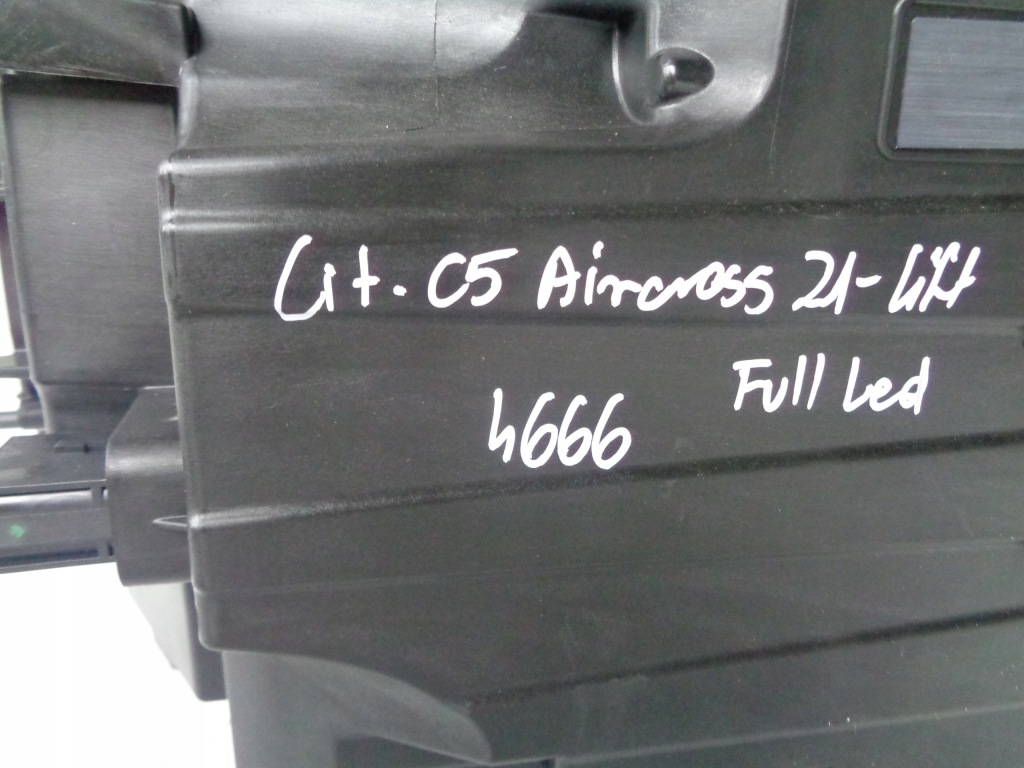 Cit. C5 Aircross 21- Lift
Full Led
4666